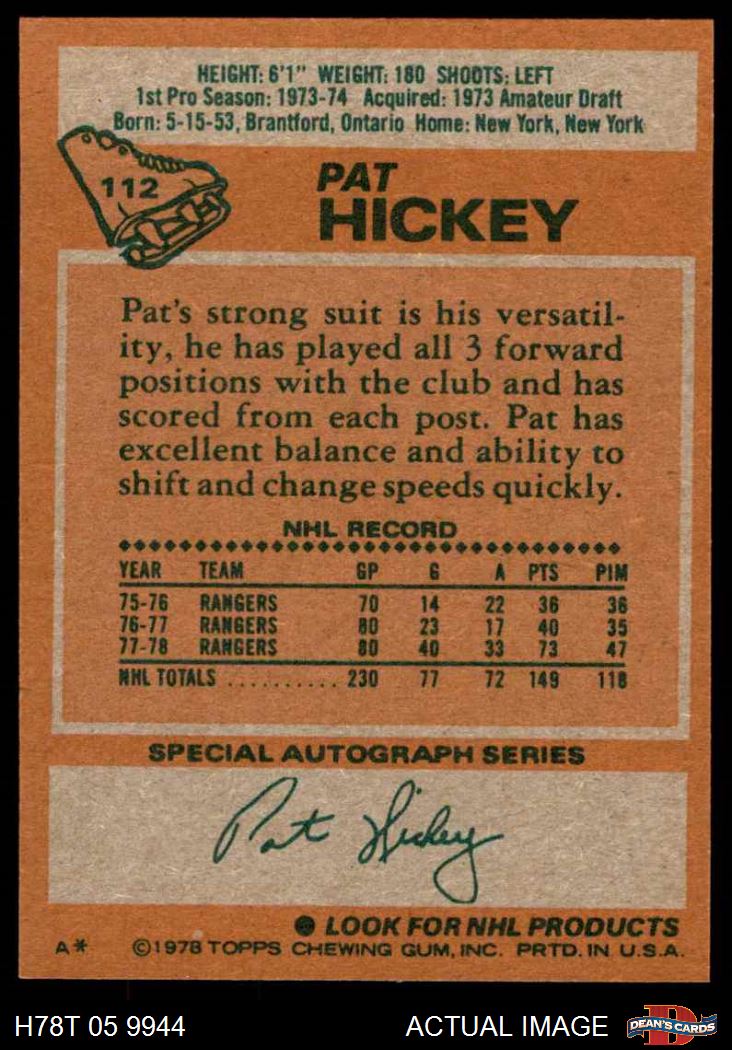 HEIGHT: 6'1" WEIGHT: 180 SHOOTS: LEFT
1st Pro Season: 1973-74 Acquired: 1973 Amateur Draft
Born: 5-15-53, Brantford, Ontario Home: New York, New York
112
PAT
HICKEY
Pat's strong suit is his versatil-
ity, he has played all 3 forward
positions with the club and has
scored from each post. Pat has
excellent balance and ability to
shift and change speeds quickly.
NHL RECORD
YEAR TEAM GP G A PTS PIM
75-76 RANGERS 70 14 22 36 36
76-77 RANGERS 80 23 17 40 35
77-78 RANGERS 80 40 33 73 47
NHL TOTALS .......... 230 77 72 149 118
SPECIAL AUTOGRAPH SERIES
Pat Hickey
● LOOK FOR NHL PRODUCTS
A* ©1978 TOPPS CHEWING GUM, INC. PRTD. IN U.S.A.
H78T 05 9944 ACTUAL IMAGE D DEAN'S CARDS